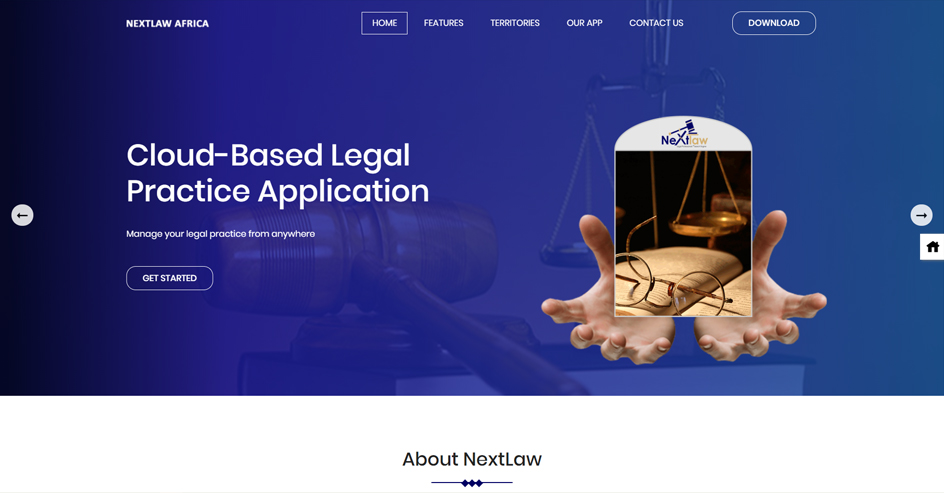 NEXTLAW AFRICA
HOME
FEATURES
TERRITORIES
OUR APP
CONTACT US
DOWNLOAD
Cloud-Based Legal
Practice Application
Manage your legal practice from anywhere
GET STARTED
NeXtlaw
About NextLaw